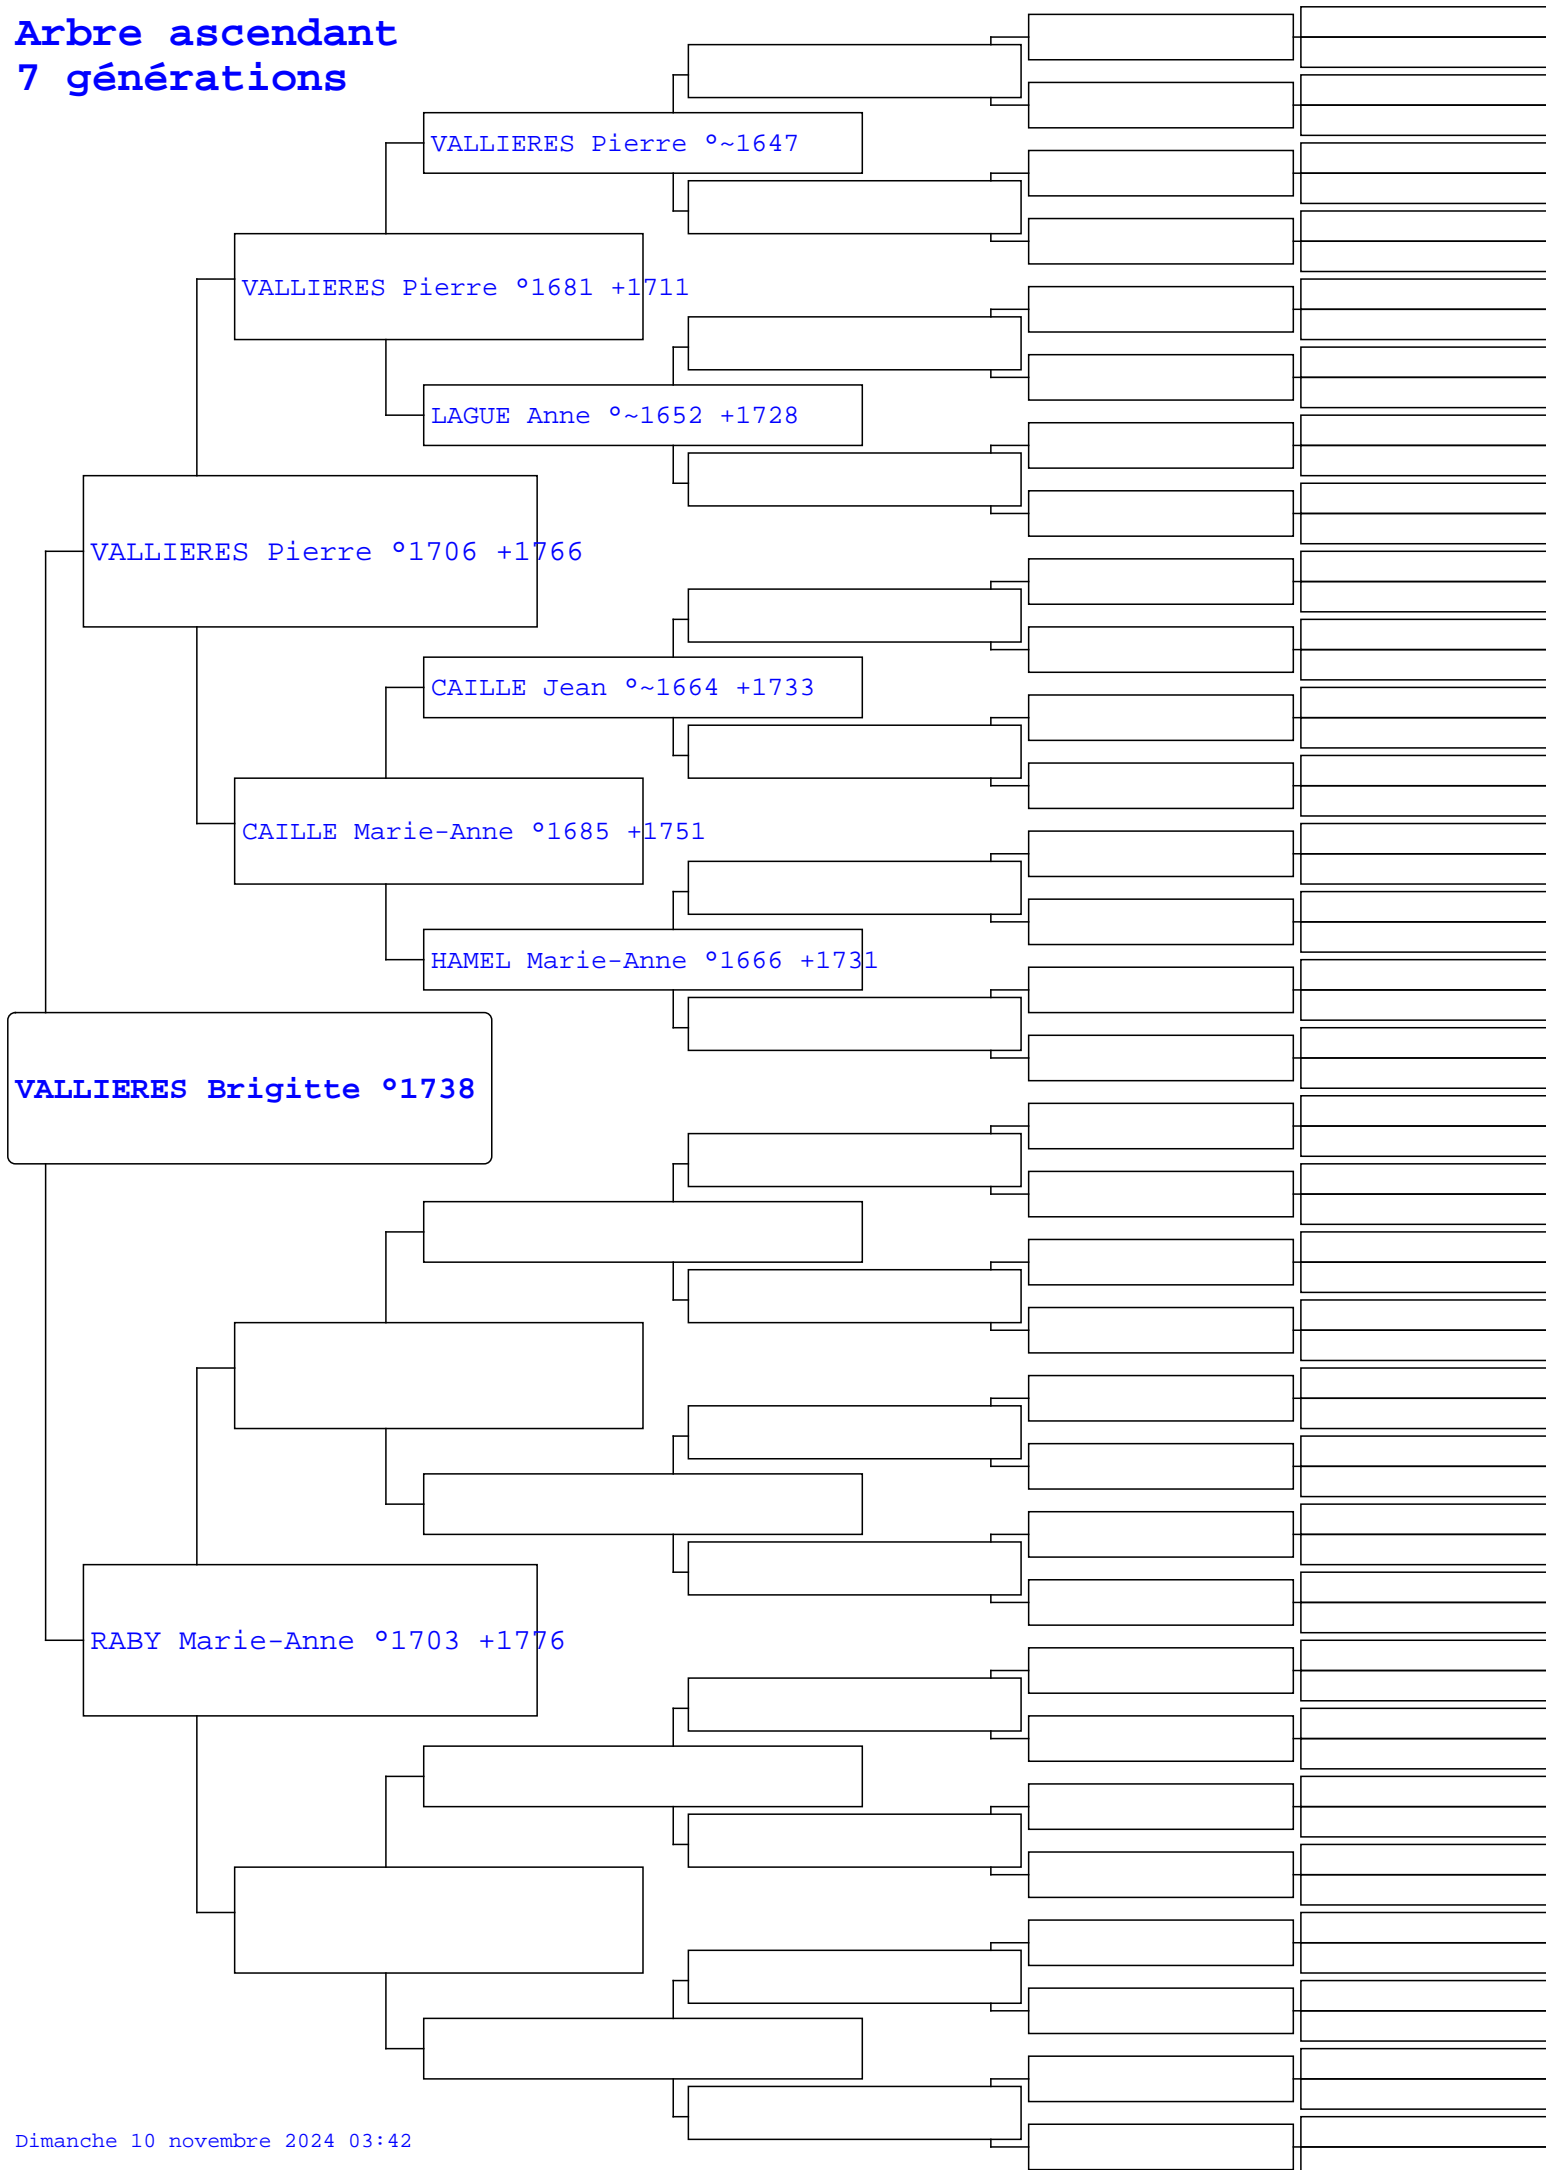 Arbre ascendant
7 générations
VALLIERES Pierre °~1647
VALLIERES Pierre °1681 +1711
LAGUE Anne °~1652 +1728
VALLIERES Pierre °1706 +1766
CAILLE Jean °~1664 +1733
CAILLE Marie-Anne °1685 +1751
HAMEL Marie-Anne °1666 +1731
VALLIERES Brigitte °1738
RABY Marie-Anne °1703 +1776
Dimanche 10 novembre 2024 03:42